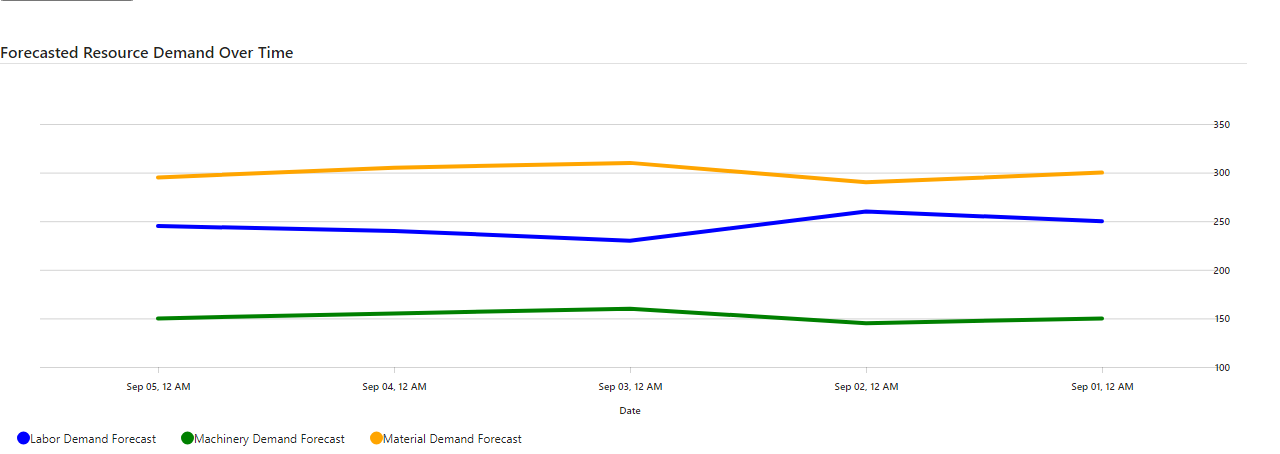 Forecasted Resource Demand Over Time
350
300
250
200
150
100
Sep 05, 12 AM Sep 04, 12 AM Sep 03, 12 AM Sep 02, 12 AM Sep 01, 12 AM
Date
Labor Demand Forecast Machinery Demand Forecast Material Demand Forecast